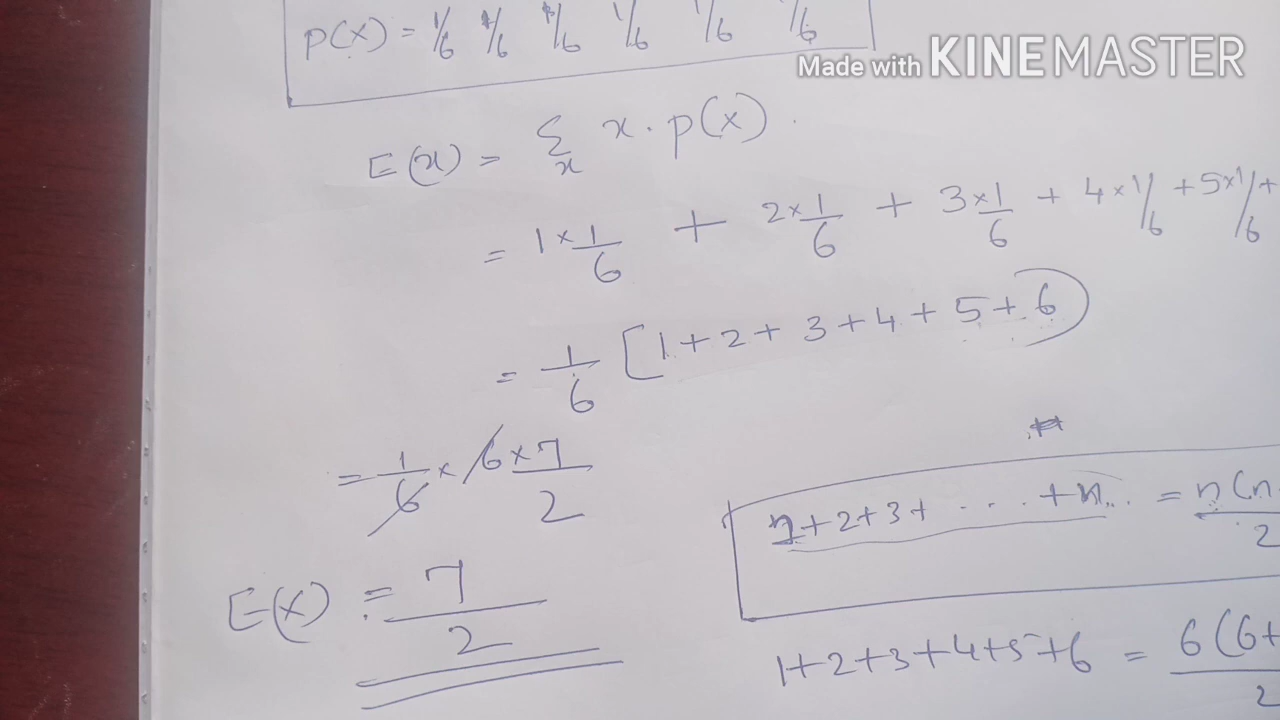 P(X) = 1/6 1/6 1/6 1/6 1/6 1/6
Made with KINEMASTER
E(x) = Σx x . p(x) .
= 1 × 1/6 + 2 × 1/6 + 3 × 1/6 + 4 × 1/6 + 5 × 1/6 +
= 1/6 [1 + 2 + 3 + 4 + 5 + 6)
= 1/6 × 6 × 7/2
1 + 2 + 3 + . . . . + n.. = n(n 2
E(X) = 7/2
1 + 2 + 3 + 4 + 5 + 6 = 6(6+ 2